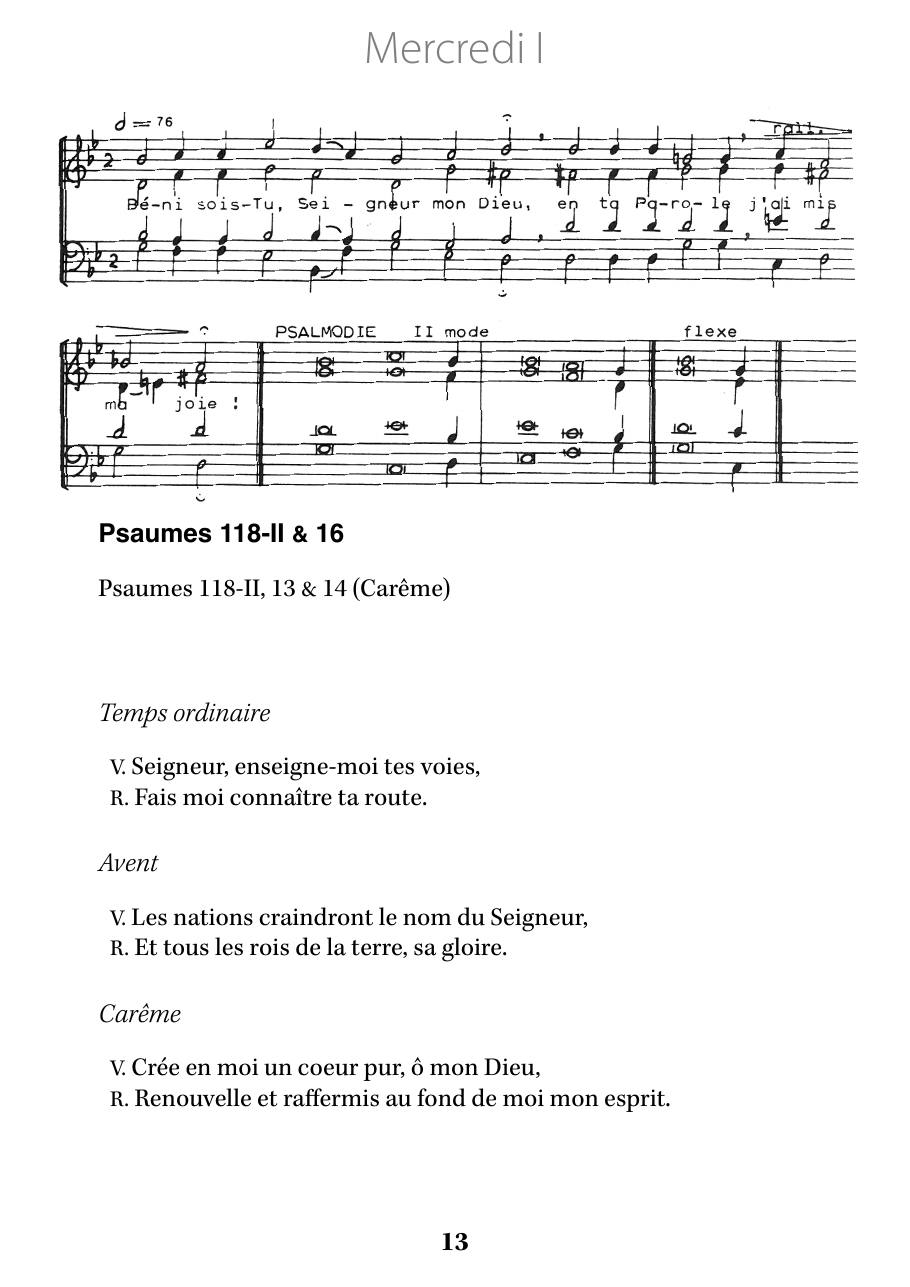 Mercredi I
= 76
rall.
2
Bé-ni sois-Tu, Sei - gneur mon Dieu, en ta Pa-ro- le j'ai mis
2
PSALMODIE II mode flexe
ma joie !
Psaumes 118-II & 16
Psaumes 118-II, 13 & 14 (Carême)
Temps ordinaire
V. Seigneur, enseigne-moi tes voies,
R. Fais moi connaître ta route.
Avent
V. Les nations craindront le nom du Seigneur,
R. Et tous les rois de la terre, sa gloire.
Carême
V. Crée en moi un coeur pur, ô mon Dieu,
R. Renouvelle et raffermis au fond de moi mon esprit.
13